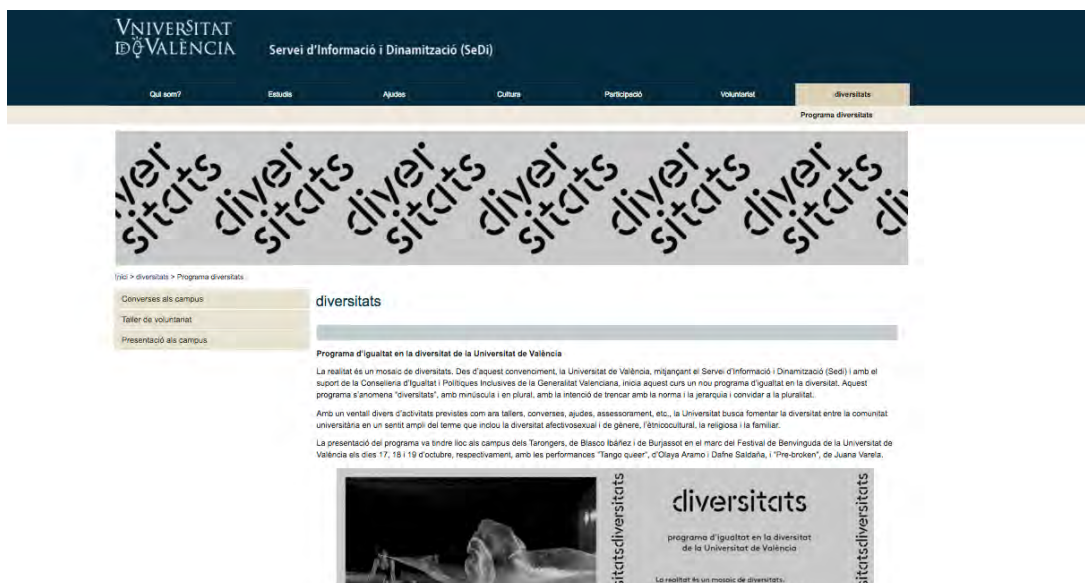 VNIVERSITAT
DE VALÈNCIA
Servei d'Informació i Dinamització (SeDi)
Qui som?
Estudis
Ajudes
Cultura
Participació
Voluntariat
diversitats
Programa diversitats
diver
sitats
diver
sitats
diver
sitats
diver
sitats
diver
sitats
diver
sitats
Inici > diversitats > Programa diversitats
Converses als campus
Taller de voluntariat
Presentació als campus
diversitats
Programa d'igualtat en la diversitat de la Universitat de València
La realitat és un mosaic de diversitats. Des d'aquest convenciment, la Universitat de València, mitjançant el Servei d'Informació i Dinamització (Sedi) i amb el
suport de la Conselleria d'Igualtat i Polítiques Inclusives de la Generalitat Valenciana, inicia aquest curs un nou programa d'igualtat en la diversitat. Aquest
programa s'anomena "diversitats", amb minúscula i en plural, amb la intenció de trencar amb la norma i la jerarquia i convidar a la pluralitat.
Amb un ventall divers d'activitats previstes com ara tallers, converses, ajudes, assessorament, etc., la Universitat busca fomentar la diversitat entre la comunitat
universitària en un sentit ampli del terme que inclou la diversitat afectivosexual i de gènere, l'ètnicocultural, la religiosa i la familiar.
La presentació del programa va tindre lloc als campus dels Tarongers, de Blasco Ibáñez i de Burjassot en el marc del Festival de Benvinguda de la Universitat de
València els dies 17, 18 i 19 d'octubre, respectivament, amb les performances "Tango queer", d'Olaya Aramo i Dafne Saldaña, i "Pre-broken", de Juana Varela.
sitatsdiversitats
diversitats
programa d'igualtat en la diversitat
de la Universitat de València
La realitat és un mosaic de diversitats.
sitatsdiversitats